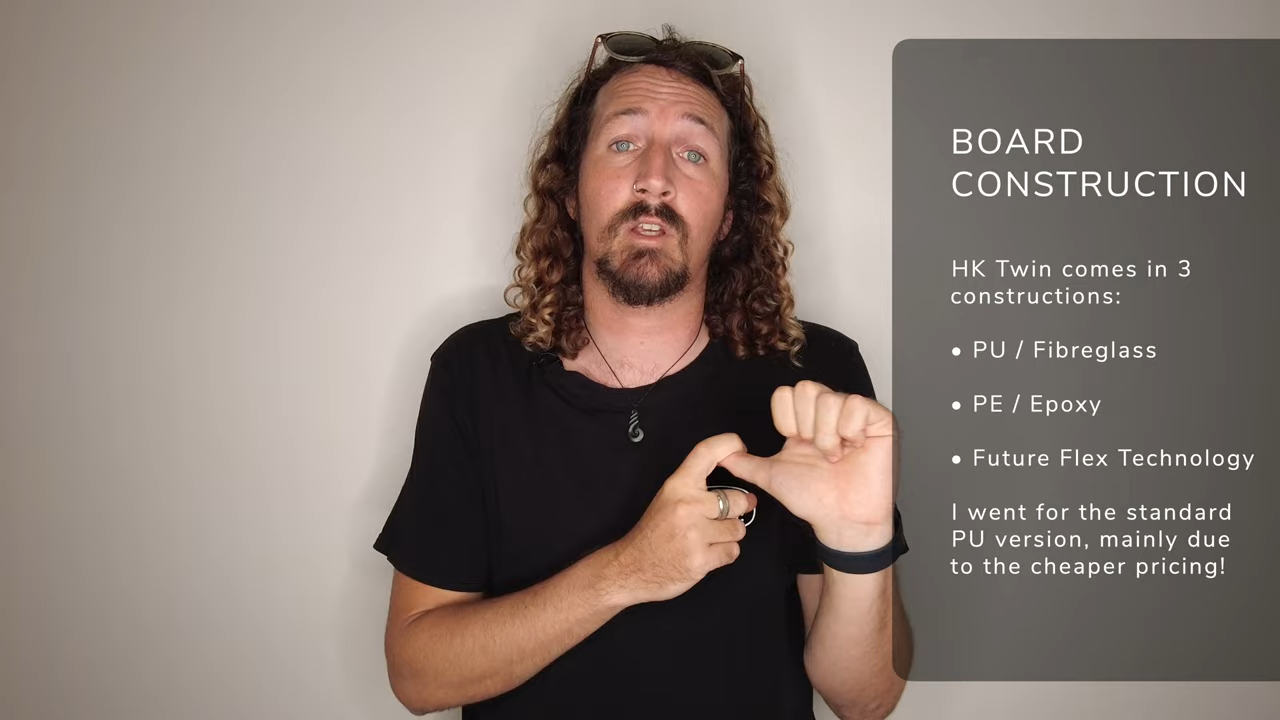 BOARD
CONSTRUCTION
HK Twin comes in 3
constructions:
• PU / Fibreglass
• PE / Epoxy
• Future Flex Technology
I went for the standard
PU version, mainly due
to the cheaper pricing!